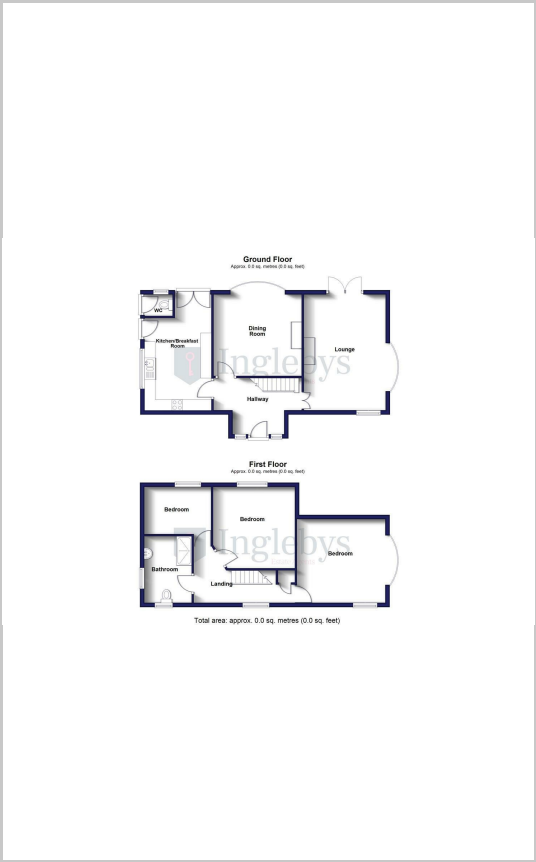 Ground Floor
Approx. 0.0 sq. metres (0.0 sq. feet)
WC
Kitchen/Breakfast
Room
Dining
Room
Lounge
Inglebys
Hallway
First Floor
Approx. 0.0 sq. metres (0.0 sq. feet)
Bedroom
Bedroom
Inglebys
Bedroom
Bathroom
Landing
Total area: approx. 0.0 sq. metres (0.0 sq. feet)